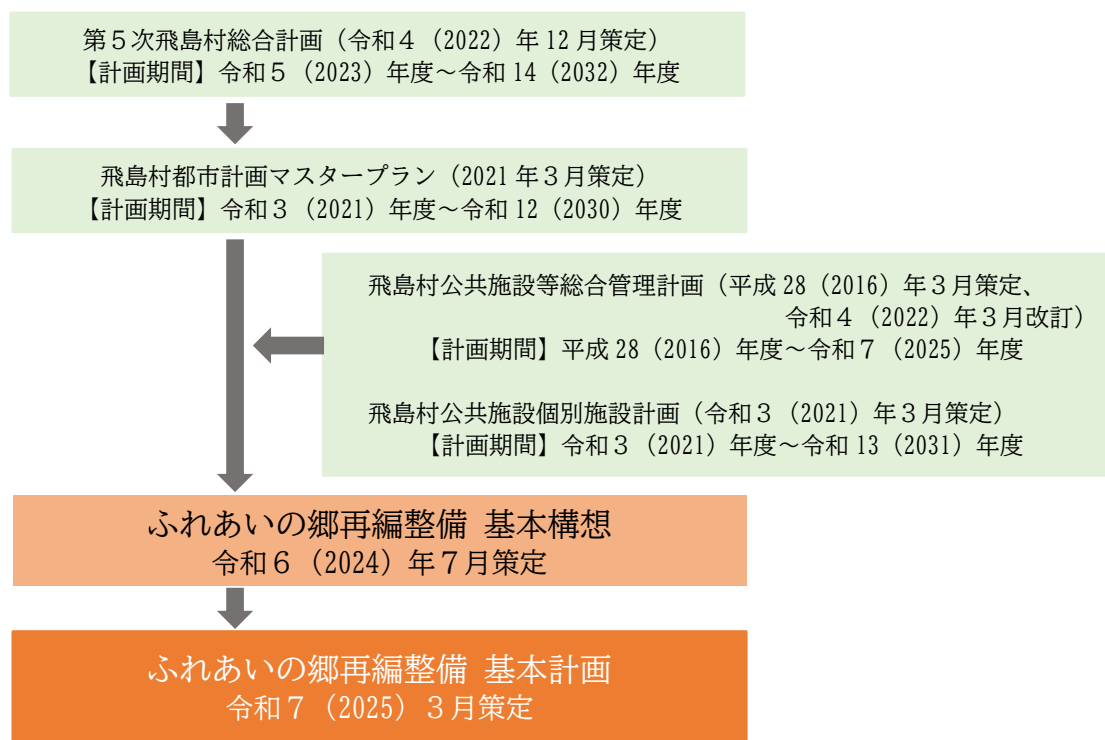 第５次飛島村総合計画（令和４（2022）年 12 月策定）
【計画期間】令和５（2023）年度～令和 14（2032）年度
飛島村都市計画マスタープラン（2021 年３月策定）
【計画期間】令和３（2021）年度～令和 12（2030）年度
飛島村公共施設等総合管理計画（平成 28（2016）年３月策定、
令和４（2022）年３月改訂）
【計画期間】平成 28（2016）年度～令和７（2025）年度
飛島村公共施設個別施設計画（令和３（2021）年３月策定）
【計画期間】令和３（2021）年度～令和 13（2031）年度
ふれあいの郷再編整備 基本構想
令和６（2024）年７月策定
ふれあいの郷再編整備 基本計画
令和７（2025）３月策定